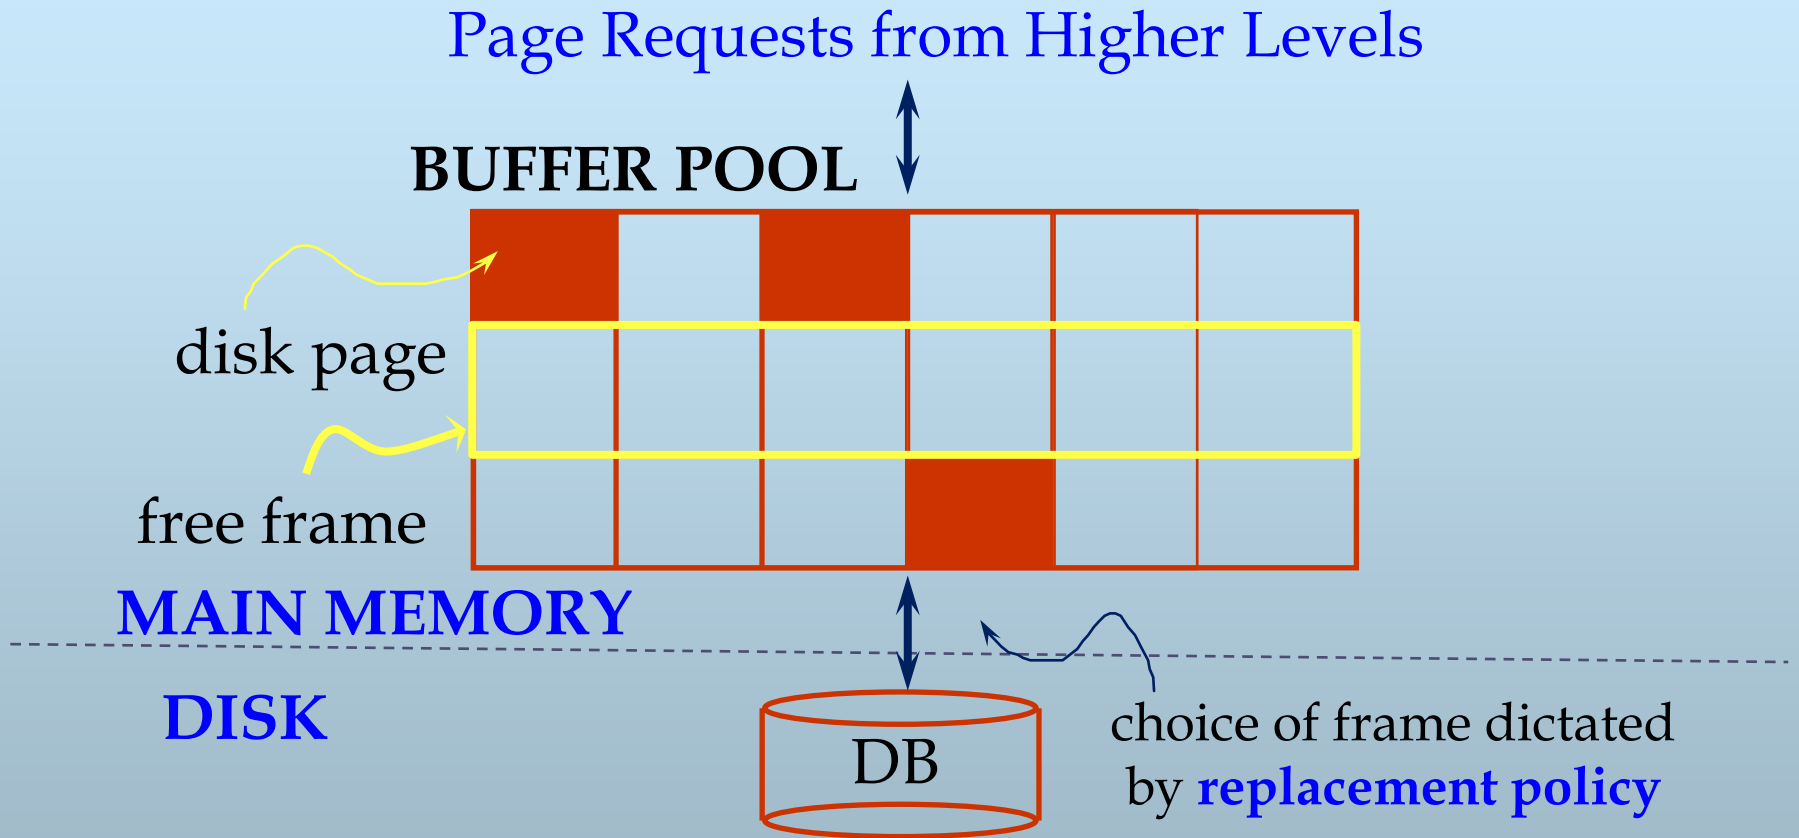 Page Requests from Higher Levels
BUFFER POOL
disk page
free frame
MAIN MEMORY
DISK
DB
choice of frame dictated
by replacement policy